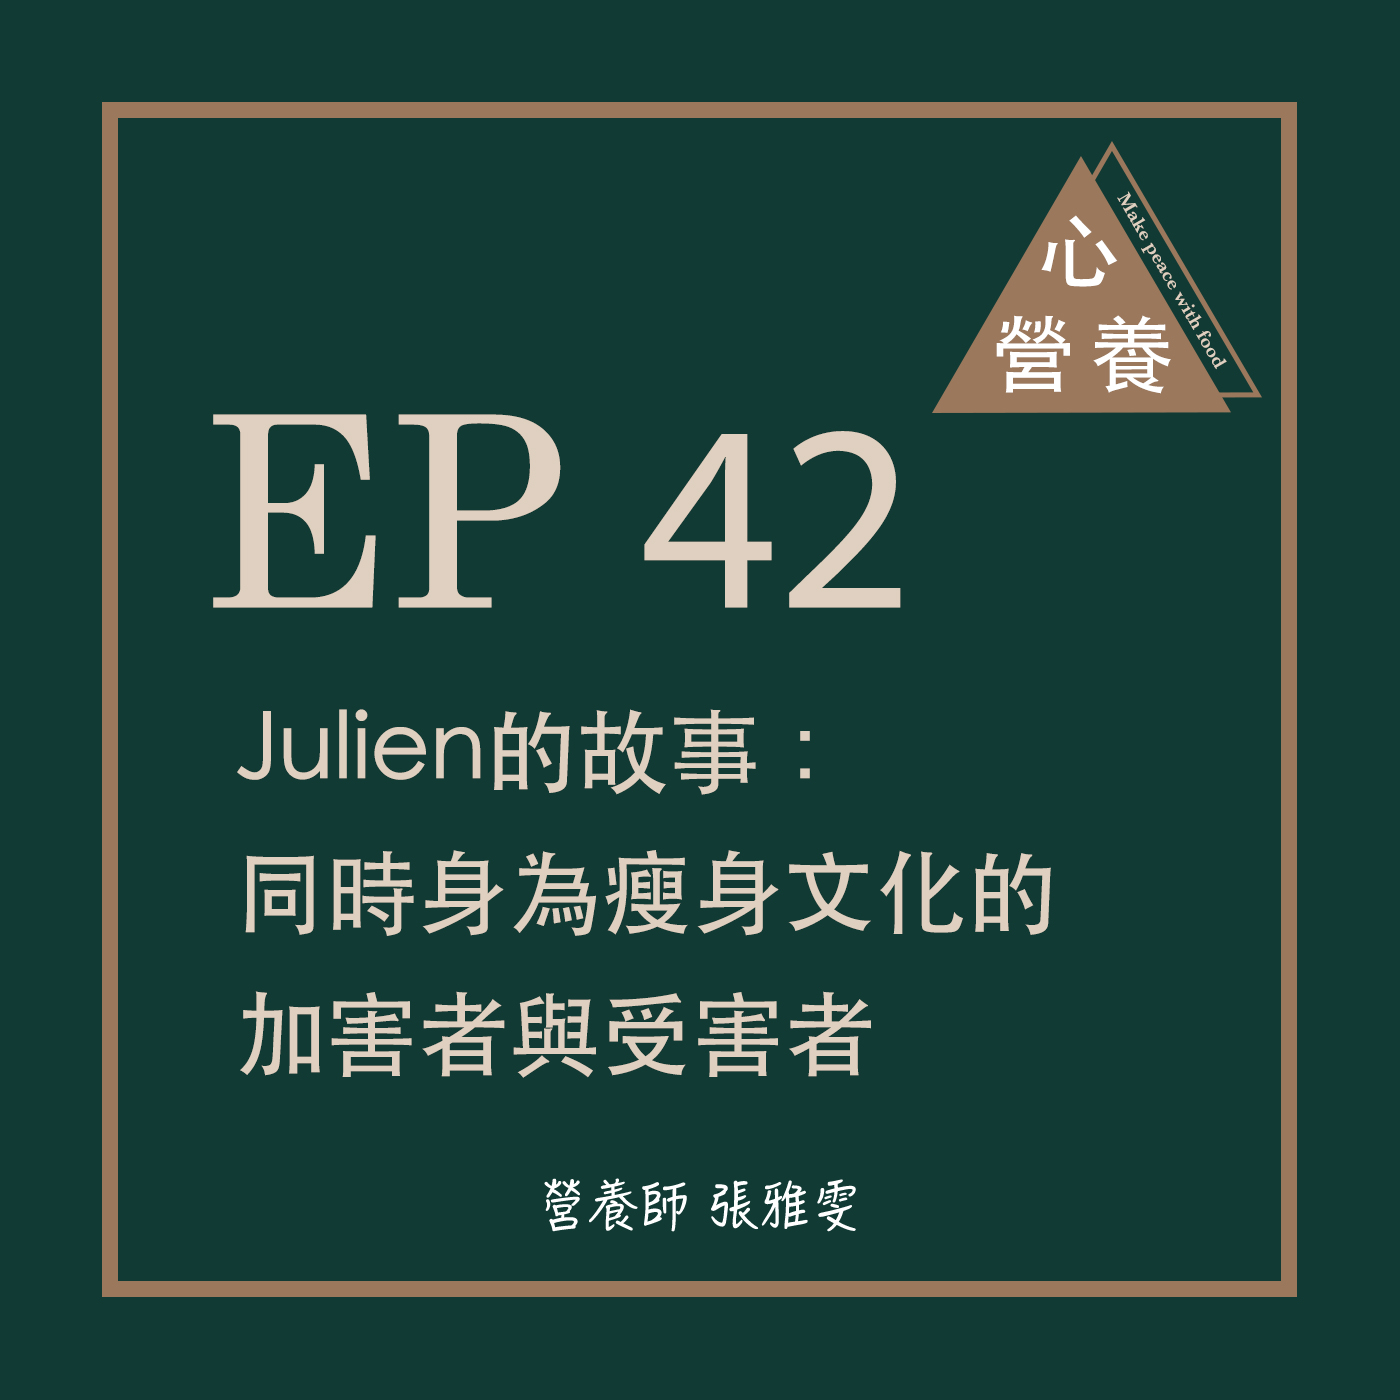 心
營養
Make peace with food
EP 42
Julien的故事：
同時身為瘦身文化的
加害者與受害者
營養師 張雅雯